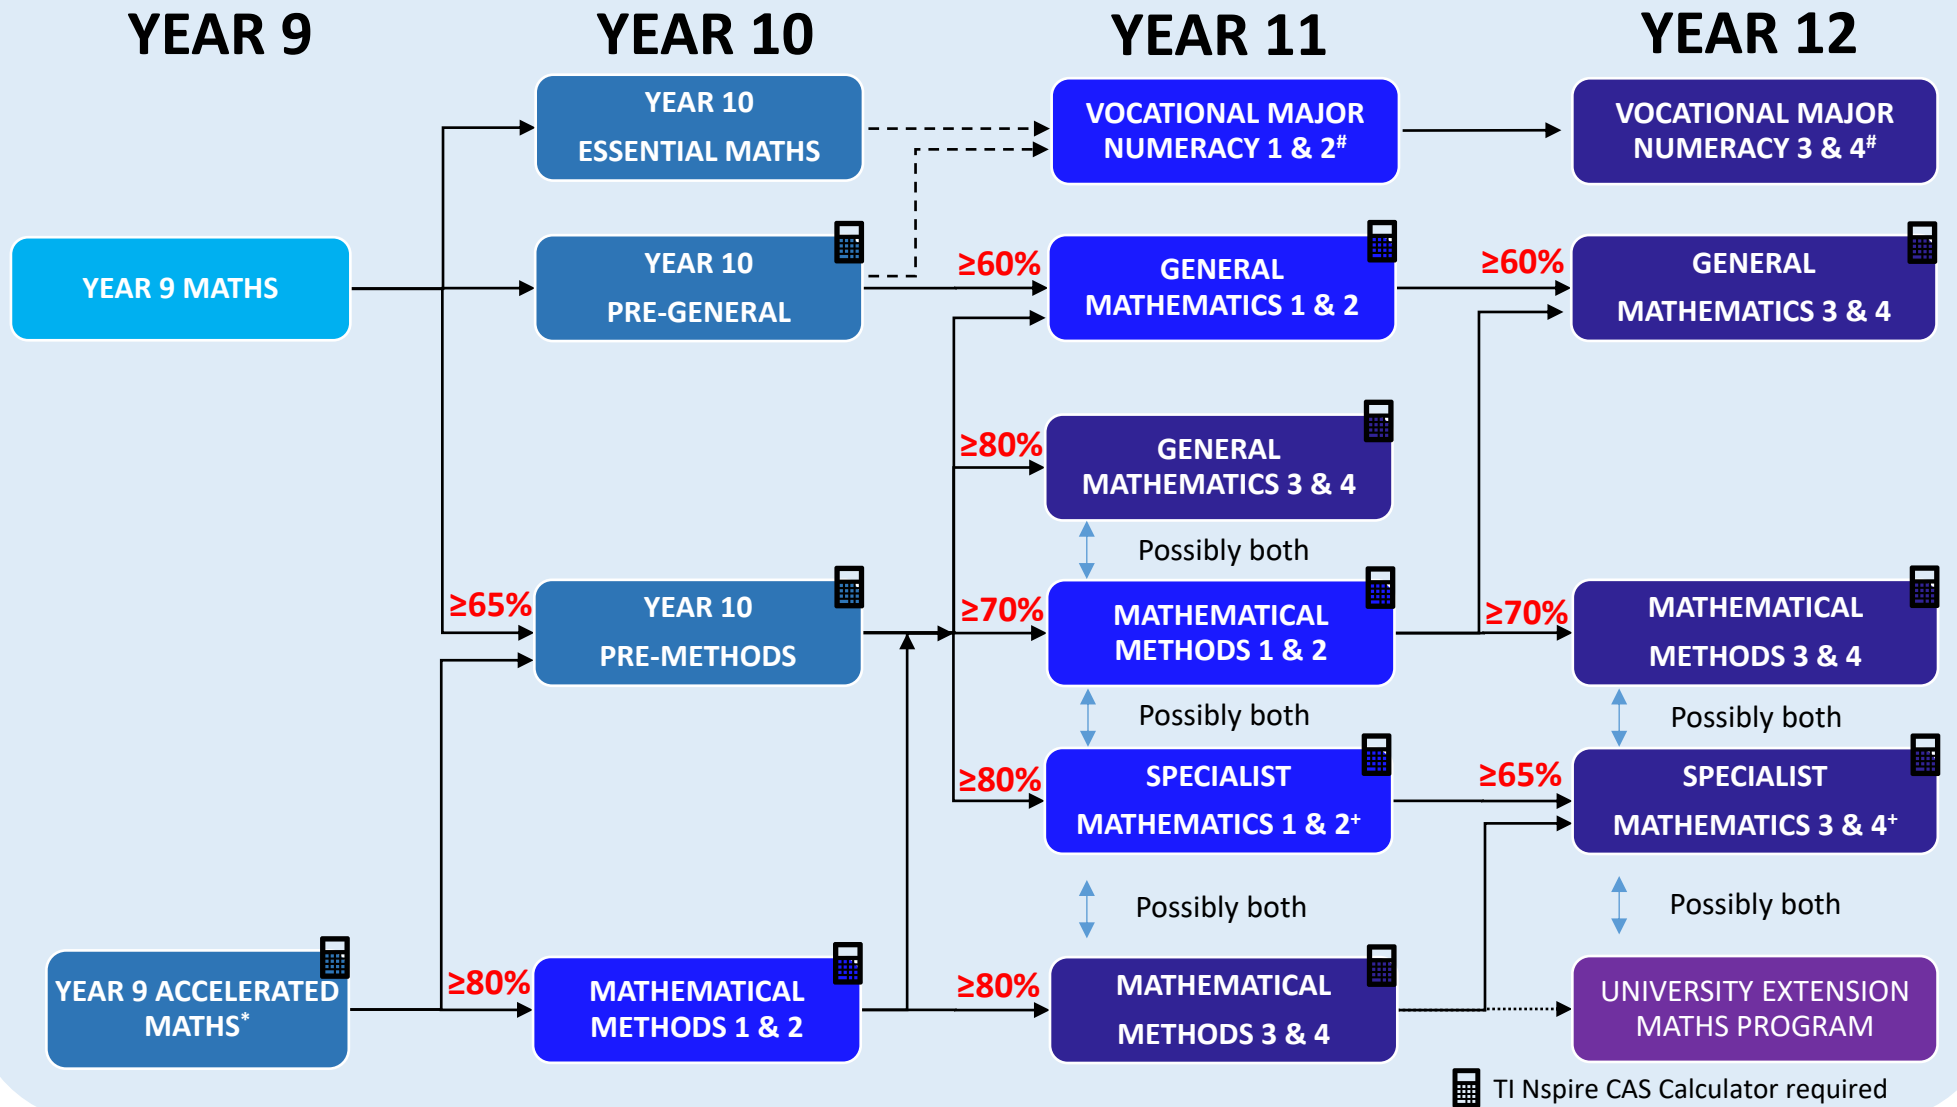 YEAR 9
YEAR 10
YEAR 11
YEAR 12
YEAR 10
ESSENTIAL MATHS
VOCATIONAL MAJOR
NUMERACY 1 & 2#
VOCATIONAL MAJOR
NUMERACY 3 & 4#
YEAR 9 MATHS
YEAR 10
PRE-GENERAL
≥60%
GENERAL
MATHEMATICS 1 & 2
≥60%
GENERAL
MATHEMATICS 3 & 4
≥80%
GENERAL
MATHEMATICS 3 & 4
Possibly both
≥65%
YEAR 10
PRE-METHODS
≥70%
MATHEMATICAL
METHODS 1 & 2
≥70%
MATHEMATICAL
METHODS 3 & 4
Possibly both
Possibly both
≥80%
SPECIALIST
MATHEMATICS 1 & 2+
≥65%
SPECIALIST
MATHEMATICS 3 & 4+
Possibly both
Possibly both
YEAR 9 ACCELERATED
MATHS*
≥80%
MATHEMATICAL
METHODS 1 & 2
≥80%
MATHEMATICAL
METHODS 3 & 4
UNIVERSITY EXTENSION
MATHS PROGRAM
TI Nspire CAS Calculator required